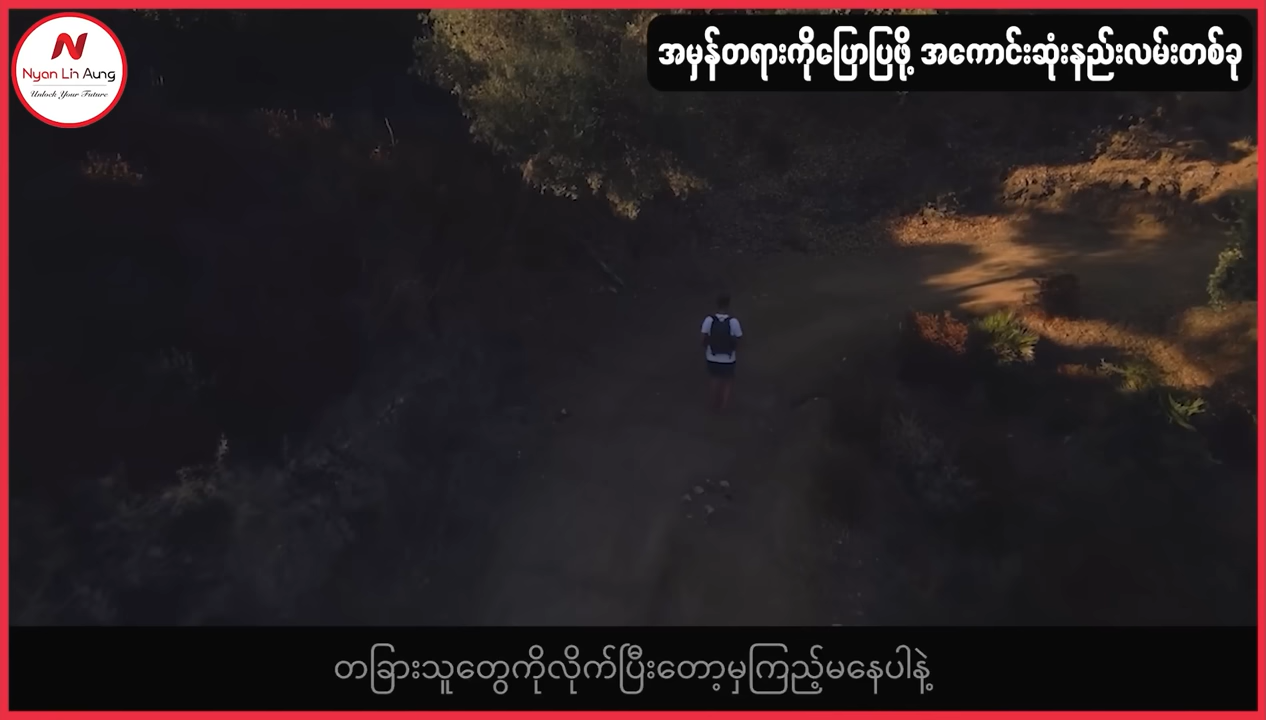 N
Nyan Lin Aung
Unlock Your Future
အမှန်တရားကိုပြောပြဖို့ အကောင်းဆုံးနည်းလမ်းတစ်ခု
တခြားသူတွေကိုလိုက်ပြီးတော့မှကြည့်မနေပါနဲ့